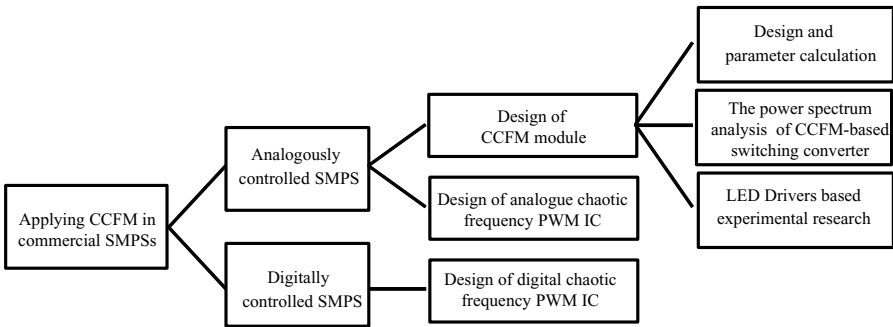 Applying CCFM in
commercial SMPSs
Analogously
controlled SMPS
Digitally
controlled SMPS
Design of
CCFM module
Design of analogue chaotic
frequency PWM IC
Design of digital chaotic
frequency PWM IC
Design and
parameter calculation
The power spectrum
analysis of CCFM-based
switching converter
LED Drivers based
experimental research